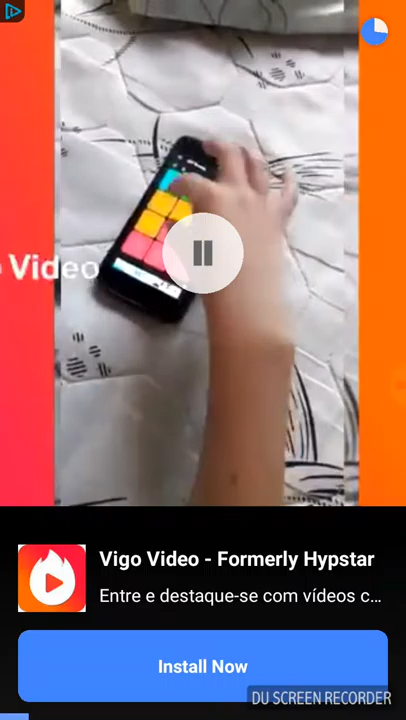 Video
Vigo Video - Formerly Hypstar
Entre e destaque-se com vídeos c...
Install Now
DU SCREEN RECORDER